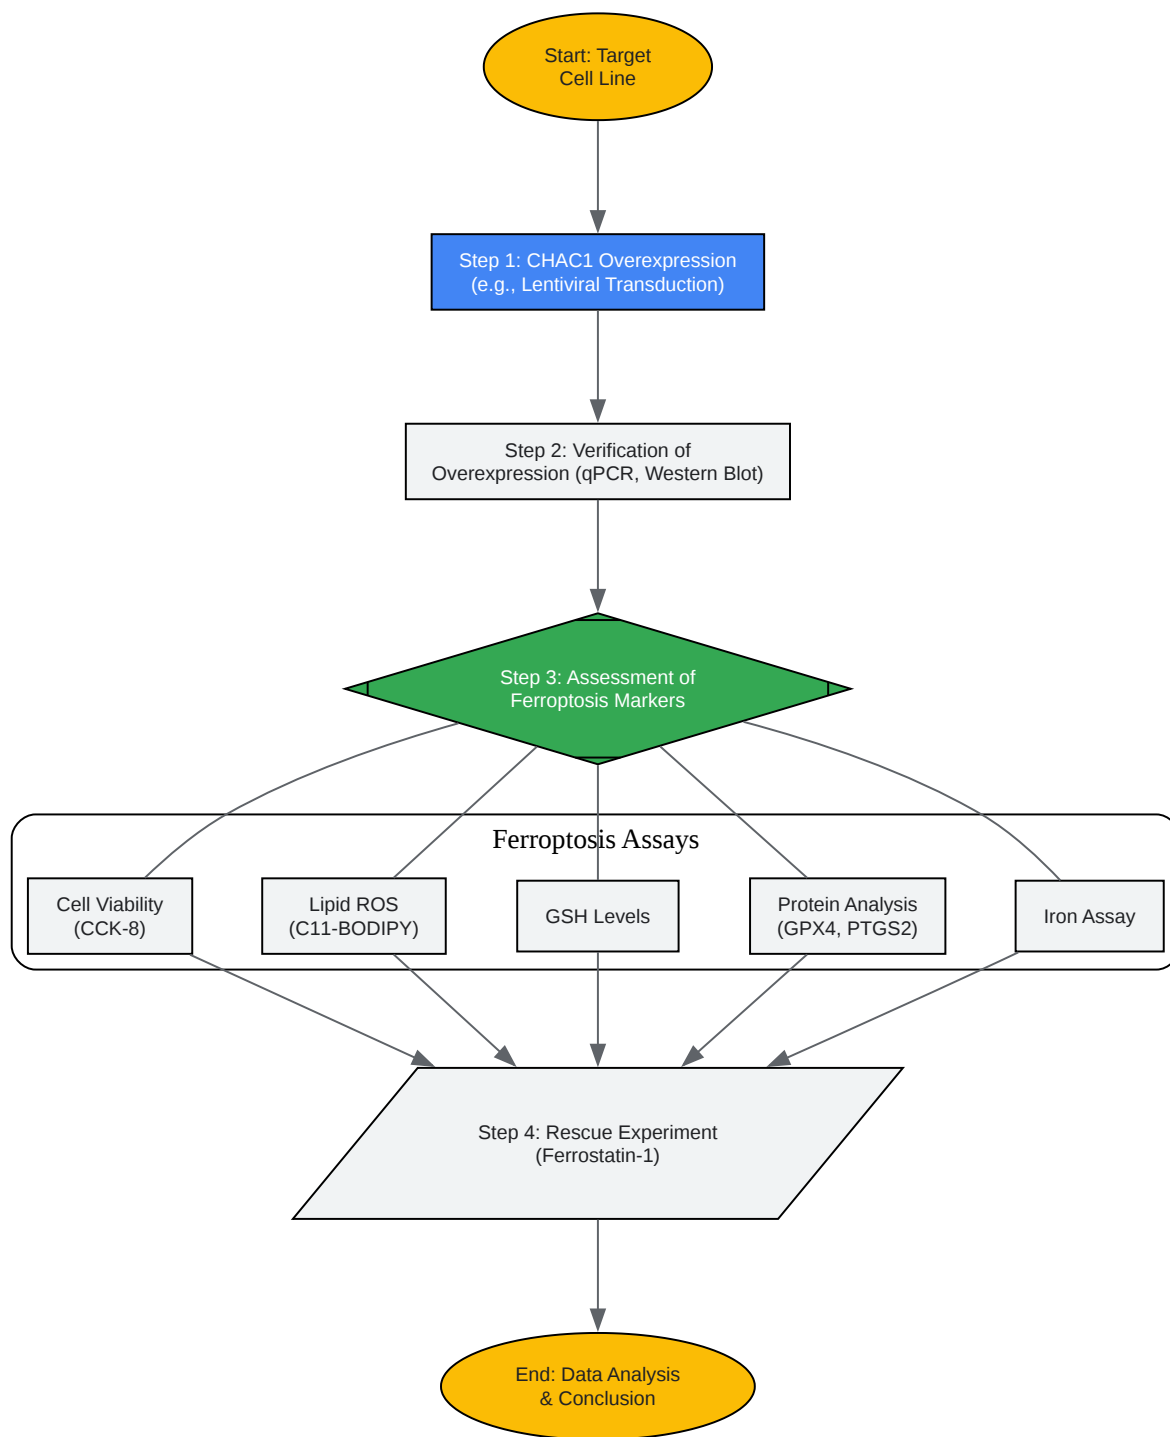 Start: Target
Cell Line
Step 1: CHAC1 Overexpression
(e.g., Lentiviral Transduction)
Step 2: Verification of
Overexpression (qPCR, Western Blot)
Step 3: Assessment of
Ferroptosis Markers
Ferroptosis Assays
Cell Viability
(CCK-8)
Lipid ROS
(C11-BODIPY)
GSH Levels
Protein Analysis
(GPX4, PTGS2)
Iron Assay
Step 4: Rescue Experiment
(Ferrostatin-1)
End: Data Analysis
& Conclusion